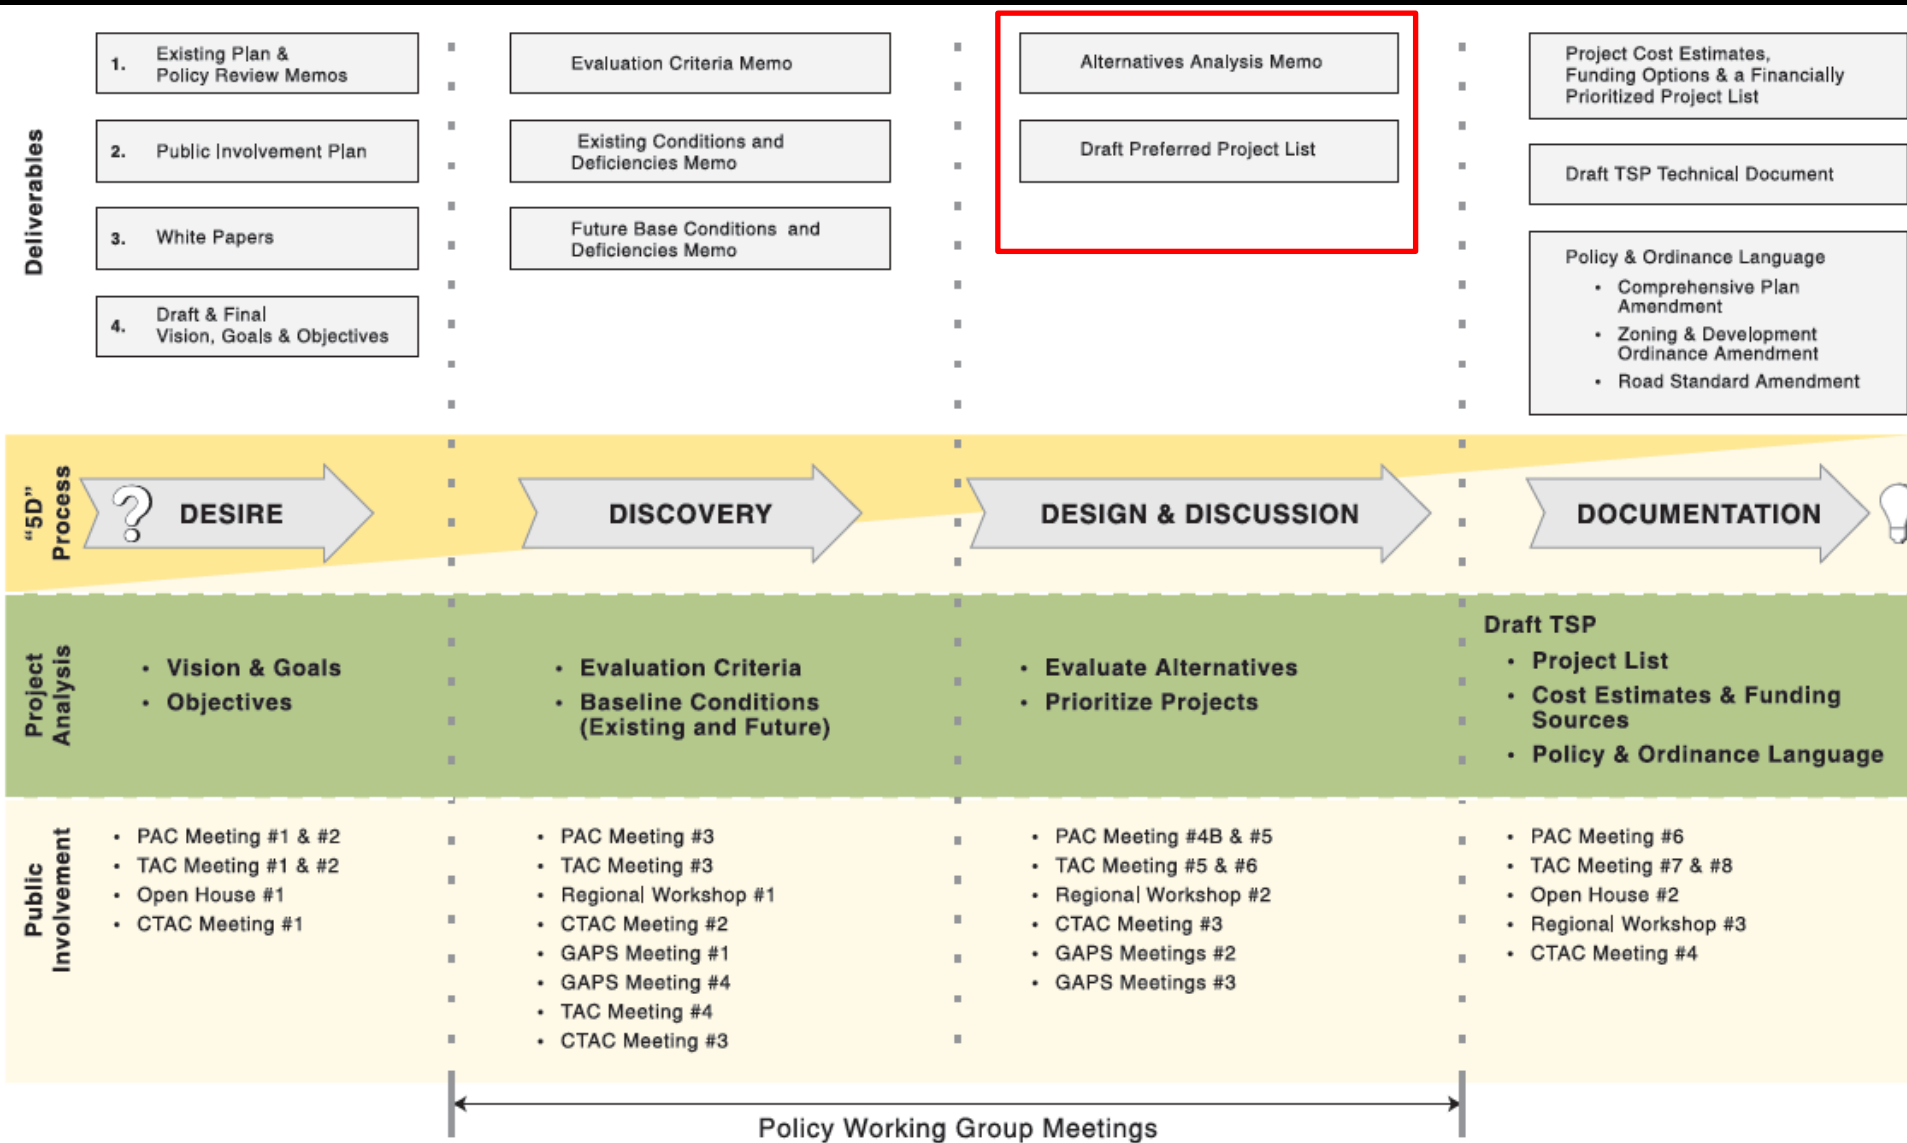 Deliverables
1. Existing Plan &
Policy Review Memos
2. Public Involvement Plan
3. White Papers
4. Draft & Final
Vision, Goals & Objectives
Evaluation Criteria Memo
Existing Conditions and
Deficiencies Memo
Future Base Conditions and
Deficiencies Memo
Alternatives Analysis Memo
Draft Preferred Project List
Project Cost Estimates,
Funding Options & a Financially
Prioritized Project List
Draft TSP Technical Document
Policy & Ordinance Language
• Comprehensive Plan
Amendment
• Zoning & Development
Ordinance Amendment
• Road Standard Amendment
“5D”
Process
? DESIRE
DISCOVERY
DESIGN & DISCUSSION
DOCUMENTATION
Project
Analysis
• Vision & Goals
• Objectives
• Evaluation Criteria
• Baseline Conditions
(Existing and Future)
• Evaluate Alternatives
• Prioritize Projects
Draft TSP
• Project List
• Cost Estimates & Funding
Sources
• Policy & Ordinance Language
Public
Involvement
• PAC Meeting #1 & #2
• TAC Meeting #1 & #2
• Open House #1
• CTAC Meeting #1
• PAC Meeting #3
• TAC Meeting #3
• Regional Workshop #1
• CTAC Meeting #2
• GAPS Meeting #1
• GAPS Meeting #4
• TAC Meeting #4
• CTAC Meeting #3
• PAC Meeting #4B & #5
• TAC Meeting #5 & #6
• Regional Workshop #2
• CTAC Meeting #3
• GAPS Meetings #2
• GAPS Meetings #3
• PAC Meeting #6
• TAC Meeting #7 & #8
• Open House #2
• Regional Workshop #3
• CTAC Meeting #4
Policy Working Group Meetings